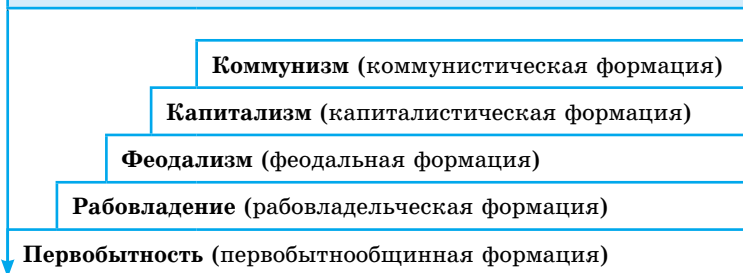 Коммунизм (коммунистическая формация)
Капитализм (капиталистическая формация)
Феодализм (феодальная формация)
Рабовладение (рабовладельческая формация)
Первобытность (первобытнообщинная формация)